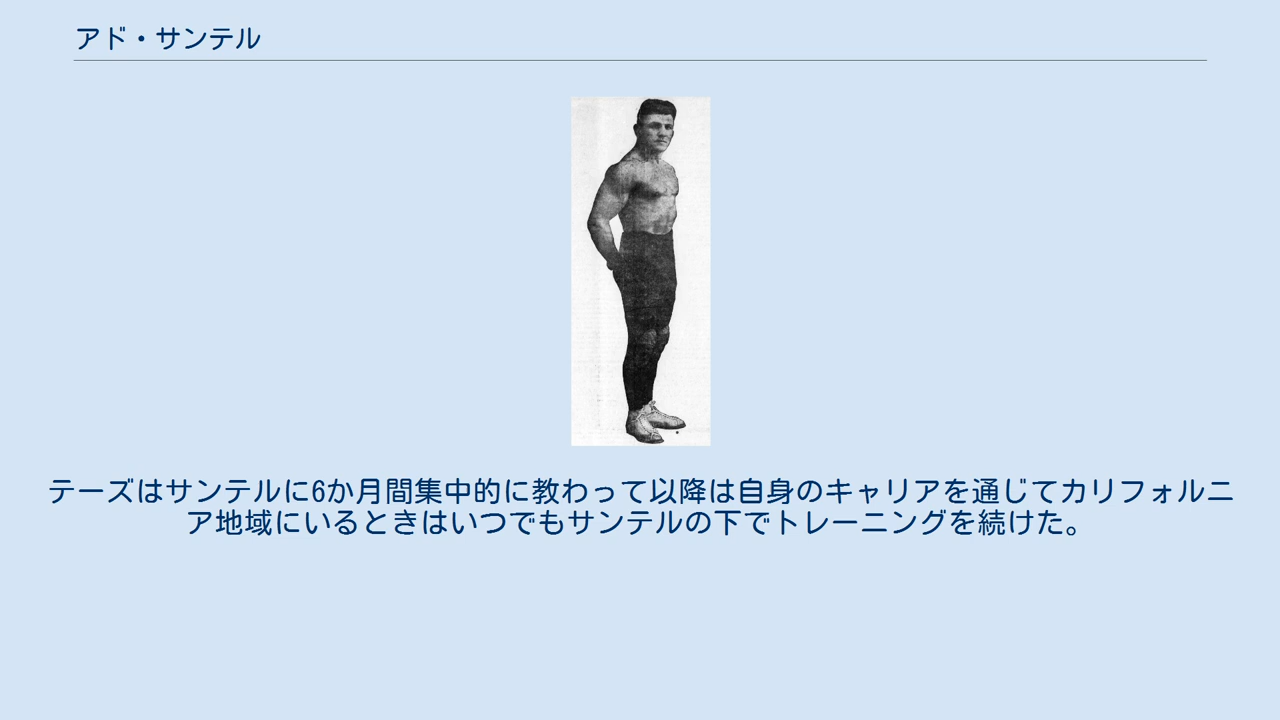 アド・サンテル
テーズはサンテルに6か月間集中的に教わって以降は自身のキャリアを通じてカリフォルニ
ア地域にいるときはいつでもサンテルの下でトレーニングを続けた。